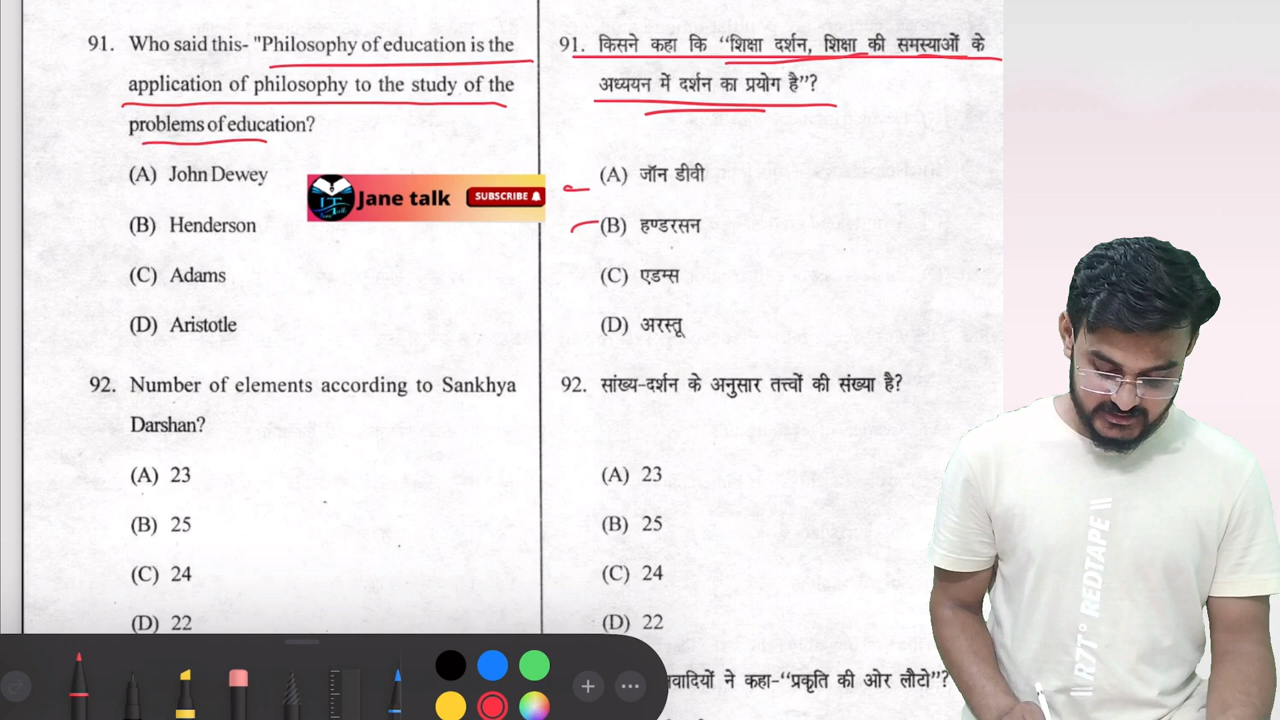 91. Who said this- "Philosophy of education is the
application of philosophy to the study of the
problems of education?
(A) John Dewey
(B) Henderson
(C) Adams
(D) Aristotle
92. Number of elements according to Sankhya
Darshan?
(A) 23
(B) 25
(C) 24
(D) 22
Jane talk
SUBSCRIBE
91. किसने कहा कि “शिक्षा दर्शन, शिक्षा की समस्याओं के
अध्ययन में दर्शन का प्रयोग है”?
(A) जॉन डीवी
(B) हण्डरसन
(C) एडम्स
(D) अरस्तू
92. सांख्य-दर्शन के अनुसार तत्त्वों की संख्या है?
(A) 23
(B) 25
(C) 24
(D) 22
वादियों ने कहा-“प्रकृति की ओर लौटो”?
R7T° REDTAPE